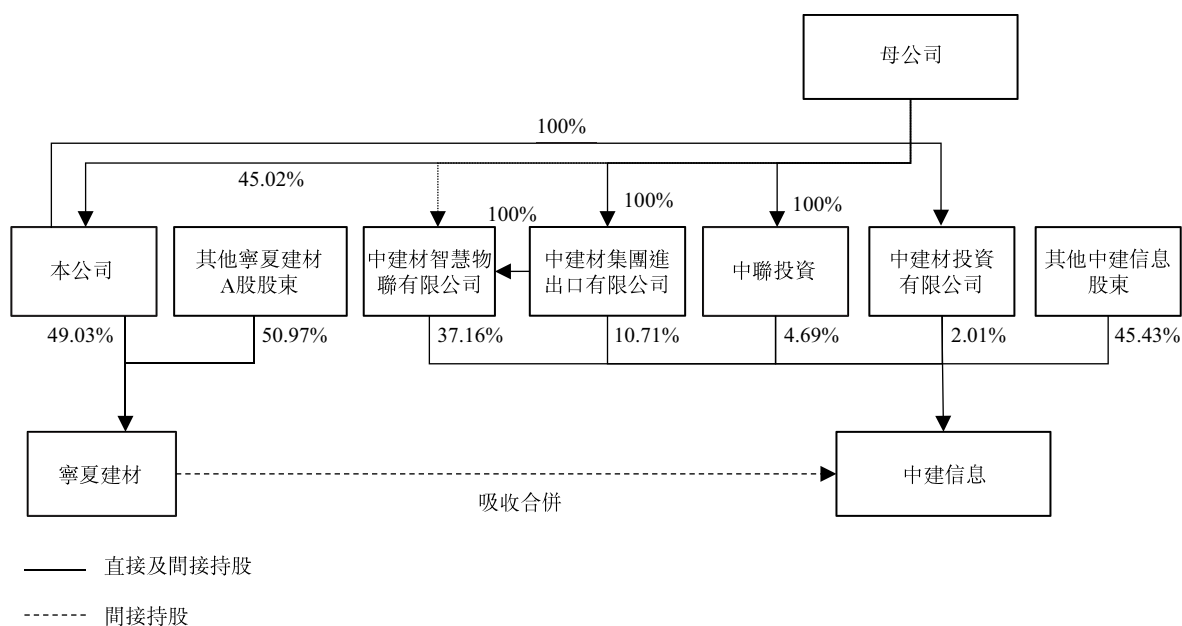 母公司
100%
45.02%
100%
100%
100%
本公司
其他寧夏建材
A股股東
中建材智慧物
聯有限公司
中建材集團進
出口有限公司
中聯投資
中建材投資
有限公司
其他中建信息
股東
49.03%
50.97%
37.16%
10.71%
4.69%
2.01%
45.43%
寧夏建材
吸收合併
中建信息
直接及間接持股
間接持股